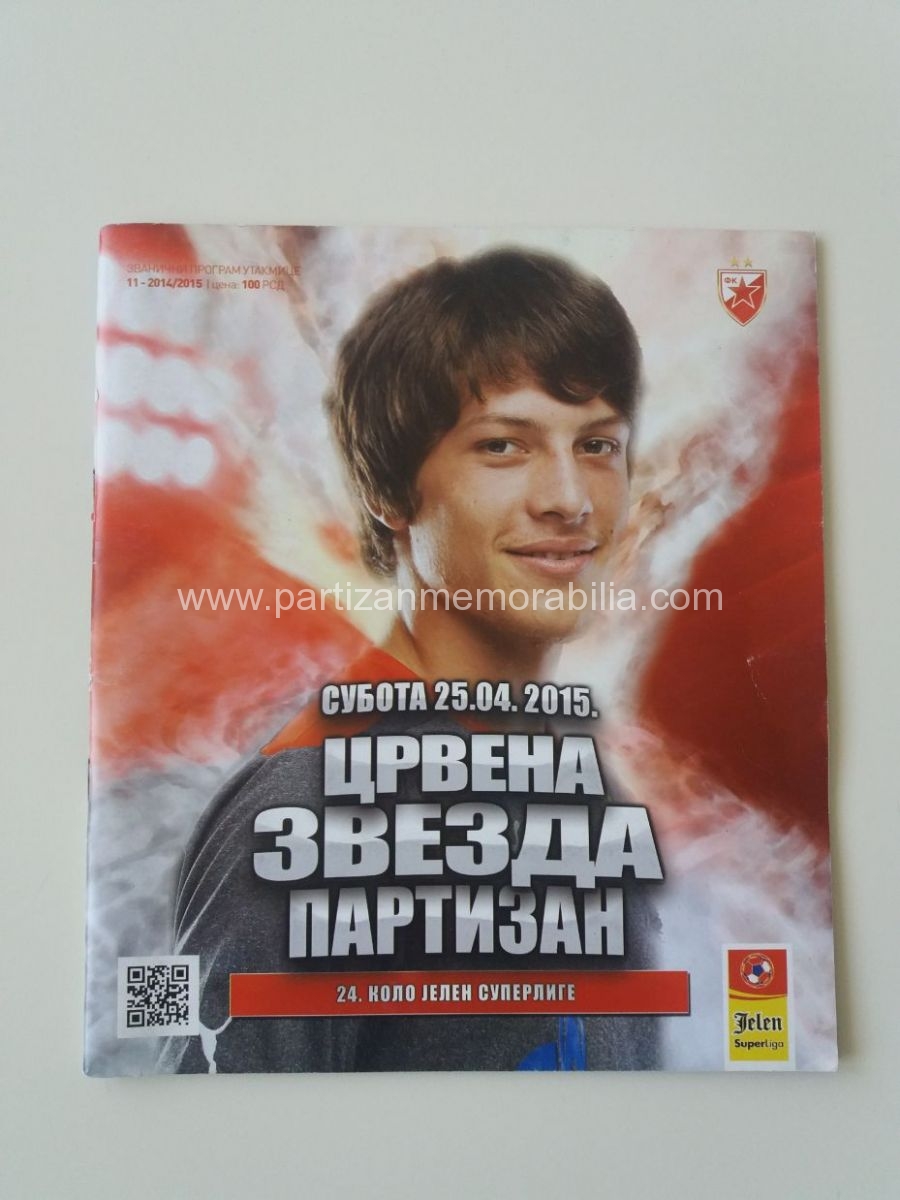 ЗВАНИЧНИ ПРОГРАМ УТАКМИЦЕ
11 - 2014/2015 | цена: 100 РСД
ФК
www.partizanmemorabilia.com
СУБОТА 25.04. 2015.
ЦРВЕНА
ЗВЕЗДА
ПАРТИЗАН
24. КОЛО ЈЕЛЕН СУПЕРЛИГЕ
Jelen
SuperLiga